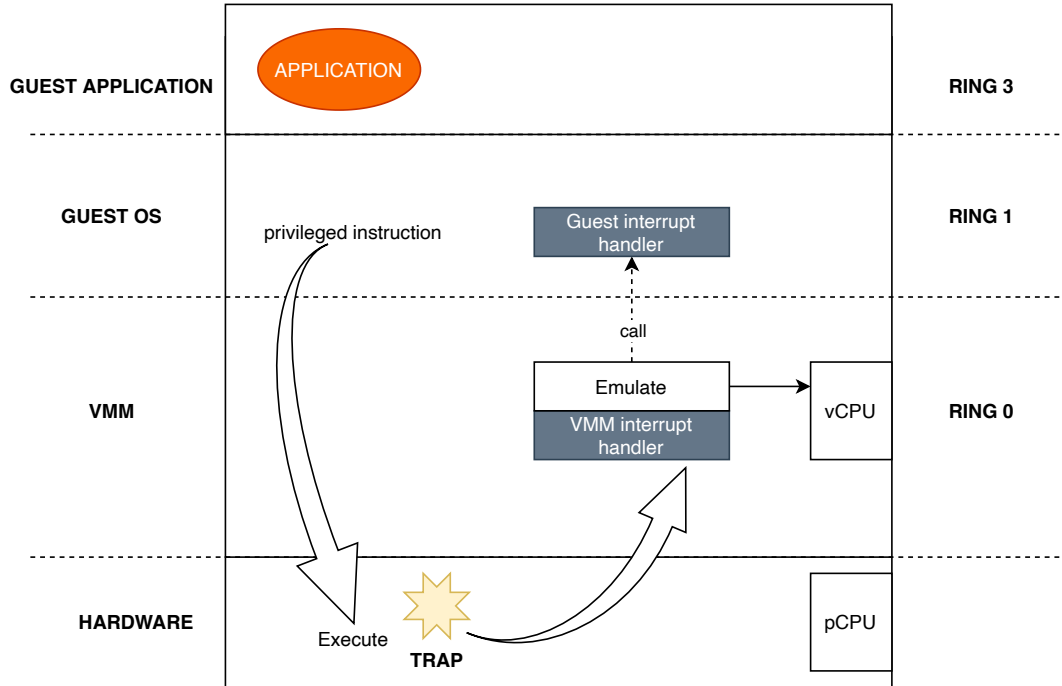 APPLICATION
GUEST APPLICATION
RING 3
GUEST OS
privileged instruction
Guest interrupt
handler
RING 1
call
VMM
Emulate
VMM interrupt
handler
vCPU
RING 0
HARDWARE
Execute
TRAP
pCPU